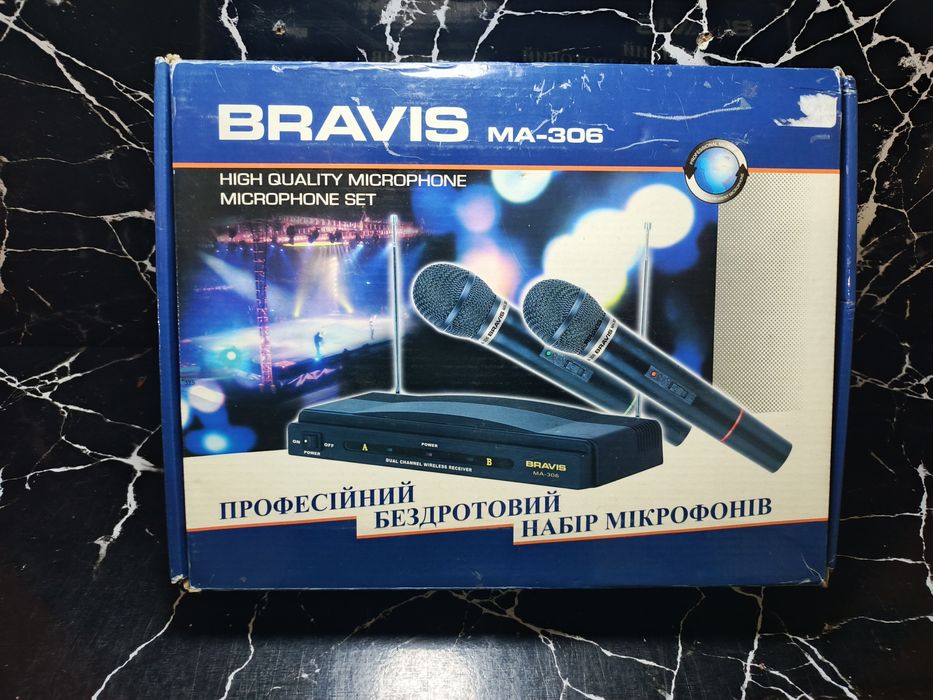 BRAVIS MA-306
HIGH QUALITY MICROPHONE
MICROPHONE SET
PROFESSIONAL
BRAVIS
BRAVIS
ON OFF
POWER
A
POWER
B
DUAL CHANNEL WIRELESS RECEIVER
BRAVIS
MA-306
ПРОФЕСІЙНИЙ
БЕЗДРОТОВИЙ
НАБІР МІКРОФОНІВ